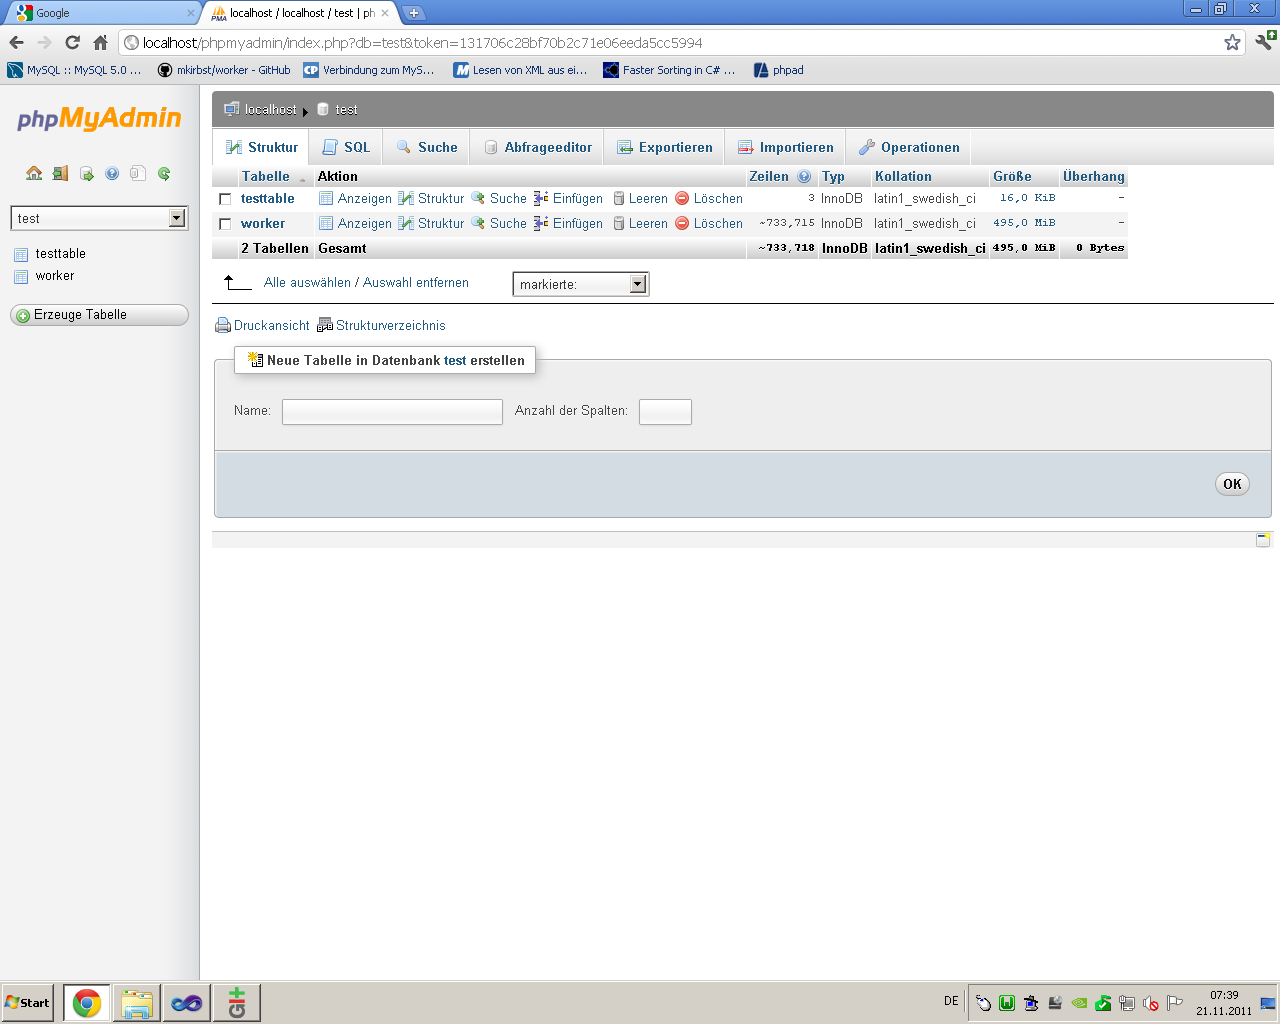 Google
localhost / localhost / test | ph
localhost/phpmyadmin/index.php?db=test&token=131706c28bf70b2c71e06eeda5cc5994
MySQL :: MySQL 5.0 ...
mkirbst/worker - GitHub
Verbindung zum MyS...
Lesen von XML aus ei...
Faster Sorting in C# ...
phpad
phpMyAdmin
test
testtable
worker
Erzeuge Tabelle
localhost
test
Struktur
SQL
Suche
Abfrageeditor
Exportieren
Importieren
Operationen
Tabelle Aktion Zeilen Typ Kollation Größe Überhang
testtable Anzeigen Struktur Suche Einfügen Leeren Löschen 3 InnoDB latin1_swedish_ci 16,0 KiB -
worker Anzeigen Struktur Suche Einfügen Leeren Löschen ~733,715 InnoDB latin1_swedish_ci 495,0 MiB -
2 Tabellen Gesamt ~733,718 InnoDB latin1_swedish_ci 495,0 MiB 0 Bytes
Alle auswählen / Auswahl entfernen
markierte:
Druckansicht
Strukturverzeichnis
Neue Tabelle in Datenbank test erstellen
Name:
Anzahl der Spalten:
OK
Start
git
DE
07:39
21.11.2011